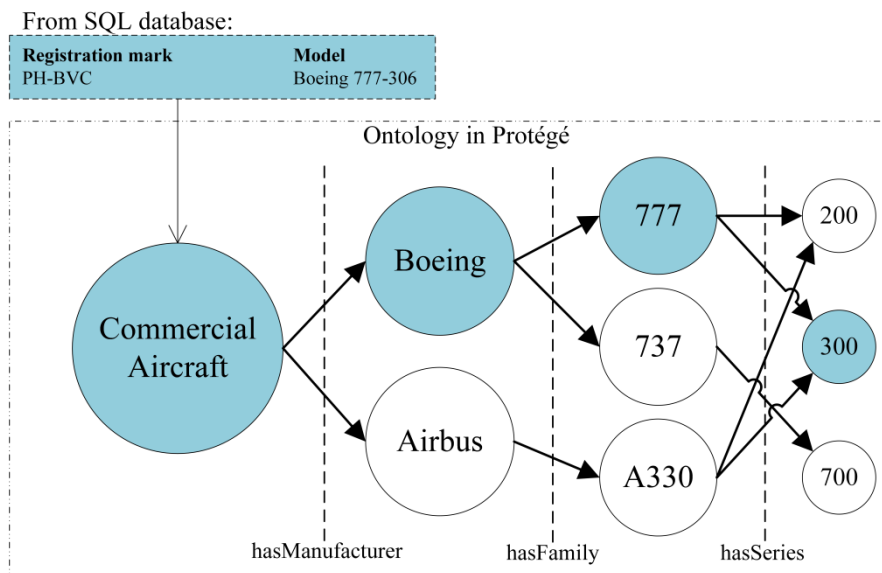 From SQL database:
Registration mark Model
PH-BVC Boeing 777-306
Ontology in Protégé
Commercial
Aircraft
Boeing
Airbus
777
737
A330
200
300
700
hasManufacturer
hasFamily
hasSeries